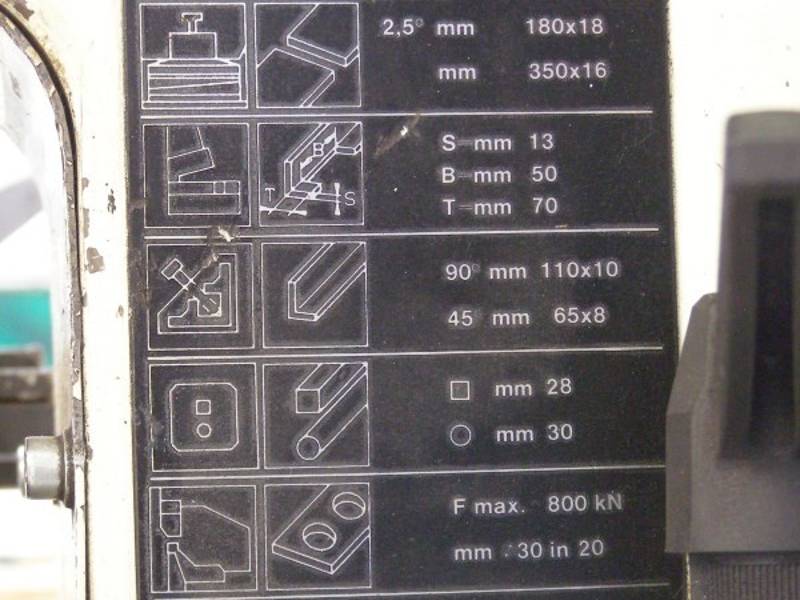 2,5° mm 180x18
mm 350x16
B
T
S
S mm 13
B mm 50
T mm 70
90° mm 110x10
45° mm 65x8
mm 28
mm 30
F max. 800 kN
mm 30 in 20